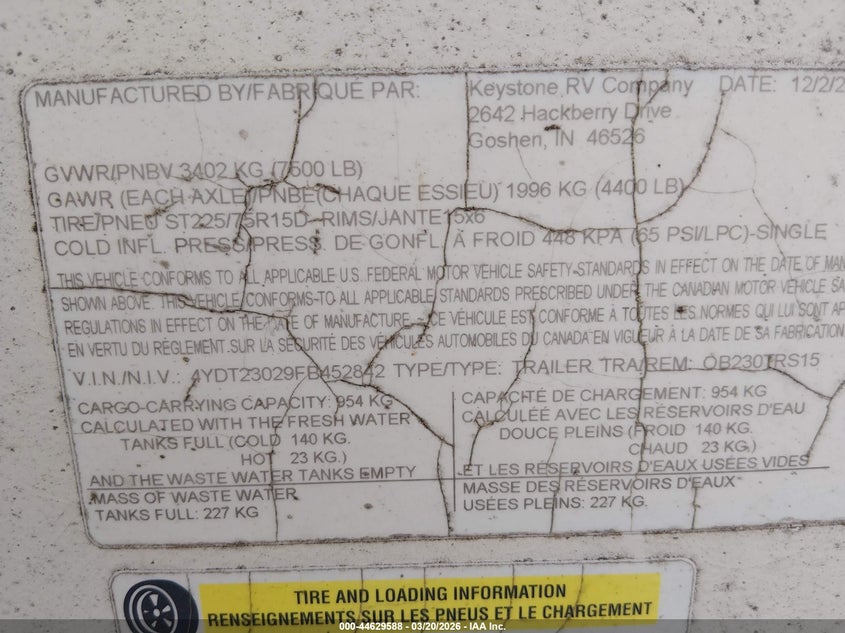 MANUFACTURED BY/FABRIQUÉ PAR: Keystone RV Company DATE: 12/2/2
2642 Hackberry Drive
Goshen, IN 46526
GVWR/PNBV 3402 KG (7500 LB)
GAWR (EACH AXLE)/PNBE(CHAQUE ESSIEU) 1996 KG (4400 LB)
TIRE/PNEU ST225/75R15D RIMS/JANTE15x6
COLD INFL. PRESS/PRESS. DE GONFL. À FROID 448 KPA (65 PSI/LPC)-SINGLE
THIS VEHICLE CONFORMS TO ALL APPLICABLE U.S. FEDERAL MOTOR VEHICLE SAFETY STANDARDS IN EFFECT ON THE DATE OF MAN
SHOWN ABOVE. THIS VEHICLE CONFORMS TO ALL APPLICABLE STANDARDS PRESCRIBED UNDER THE CANADIAN MOTOR VEHICLE SA
REGULATIONS IN EFFECT ON THE DATE OF MANUFACTURE. - CE VÉHICULE EST CONFORME À TOUTES LES NORMES QUI LUI SONT AP
EN VERTU DU RÈGLEMENT SUR LA SÉCURITÉ DES VÉHICULES AUTOMOBILES DU CANADA EN VIGUEUR À LA DATE DE SA FABRICATION
V.I.N./N.I.V.: 4YDT23029FB452842 TYPE/TYPE: TRAILER TRA/REM: OB230TRS15
CARGO-CARRYING CAPACITY: 954 KG
CALCULATED WITH THE FRESH WATER
TANKS FULL (COLD 140 KG.
HOT 23 KG.)
AND THE WASTE WATER TANKS EMPTY
MASS OF WASTE WATER
TANKS FULL: 227 KG
CAPACITÉ DE CHARGEMENT: 954 KG
CALCULÉE AVEC LES RÉSERVOIRS D'EAU
DOUCE PLEINS (FROID 140 KG.
CHAUD 23 KG.)
ET LES RÉSERVOIRS D'EAUX USÉES VIDES
MASSE DES RÉSERVOIRS D'EAUX
USÉES PLEINS: 227 KG.
TIRE AND LOADING INFORMATION
RENSEIGNEMENTS SUR LES PNEUS ET LE CHARGEMENT
000-44629588 - 03/20/2026 - IAA Inc.